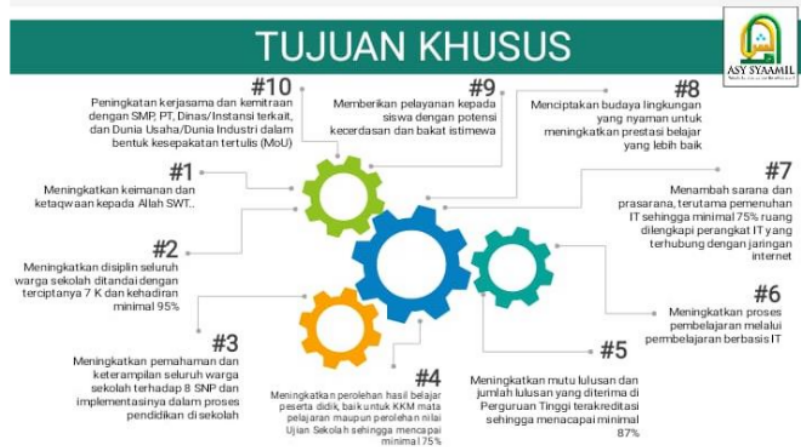 TUJUAN KHUSUS
ASY SYAAMIL
#10
Peningkatan kerjasama dan kemitraan
dengan SMP, PT, Dinas/Instansi terkait,
dan Dunia Usaha/Dunia Industri dalam
bentuk kesepakatan tertulis (MoU)
#9
Memberikan pelayanan kepada
siswa dengan potensi
kecerdasan dan bakat istimewa
#8
Menciptakan budaya lingkungan
yang nyaman untuk
meningkatkan prestasi belajar
yang lebih baik
#1
Meningkatkan keimanan dan
ketaqwaan kepada Allah SWT..
#7
Menambah sarana dan
prasarana, terutama pemenuhan
IT sehingga minimal 75% ruang
dilengkapi perangkat IT yang
terhubung dengan jaringan
internet
#2
Meningkatkan disiplin seluruh
warga sekolah ditandai dengan
terciptanya 7 K dan kehadiran
minimal 95%
#6
Meningkatkan proses
pembelajaran melalui
permbelajaran berbasis IT
#3
Meningkatkan pemahaman dan
keterampilan seluruh warga
sekolah terhadap 8 SNP dan
implementasinya dalam proses
pendidikan di sekolah
#4
Meningkatkan perolehan hasil belajar
peserta didik, baik untuk KKM mata
pelajaran maupun perolehan nilai
Ujian Sekolah sehingga mencapai
minimal 75%
#5
Meningkatkan mutu lulusan dan
jumlah lulusan yang diterima di
Perguruan Tinggi terakreditasi
sehingga menacapai minimal
87%